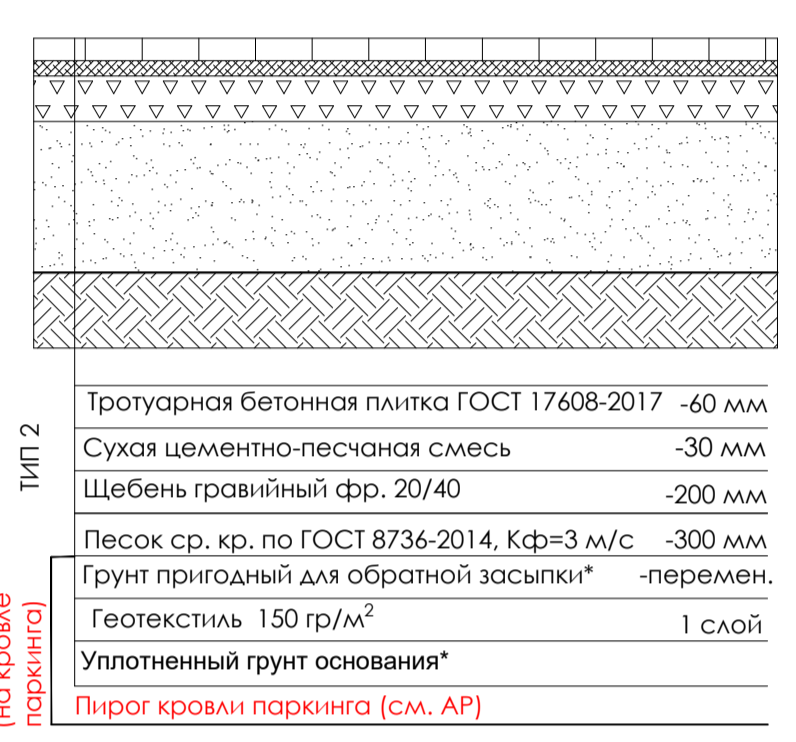 ТИП 2
Тротуарная бетонная плитка ГОСТ 17608-2017 -60 мм
Сухая цементно-песчаная смесь -30 мм
Щебень гравийный фр. 20/40 -200 мм
Песок ср. кр. по ГОСТ 8736-2014, Кф=3 м/с -300 мм
Грунт пригодный для обратной засыпки* -перемен.
Геотекстиль 150 гр/м² 1 слой
Уплотненный грунт основания*
(на кровле
паркинга)
Пирог кровли паркинга (см. АР)